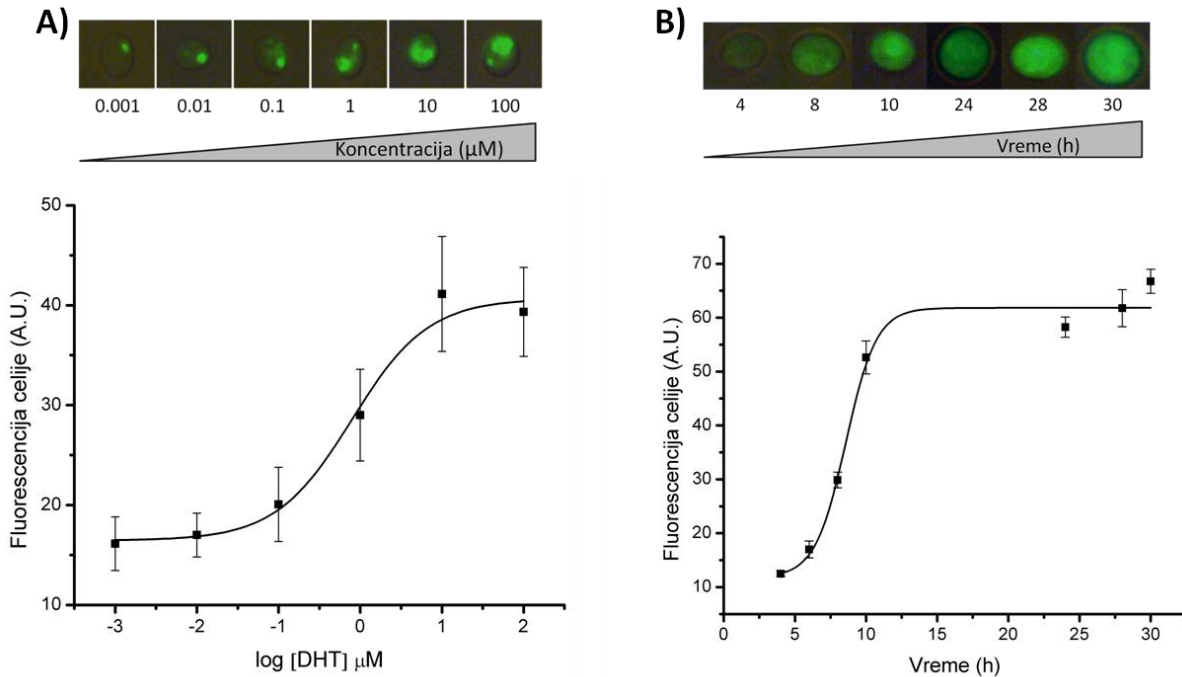 A)
0.001 0.01 0.1 1 10 100
Koncentracija (µM)
50
40
30
20
10
Fluorescencija celije (A.U.)
-3 -2 -1 0 1 2
log [DHT] µM
B)
4 8 10 24 28 30
Vreme (h)
70
60
50
40
30
20
10
Fluorescencija celije (A.U.)
0 5 10 15 20 25 30
Vreme (h)